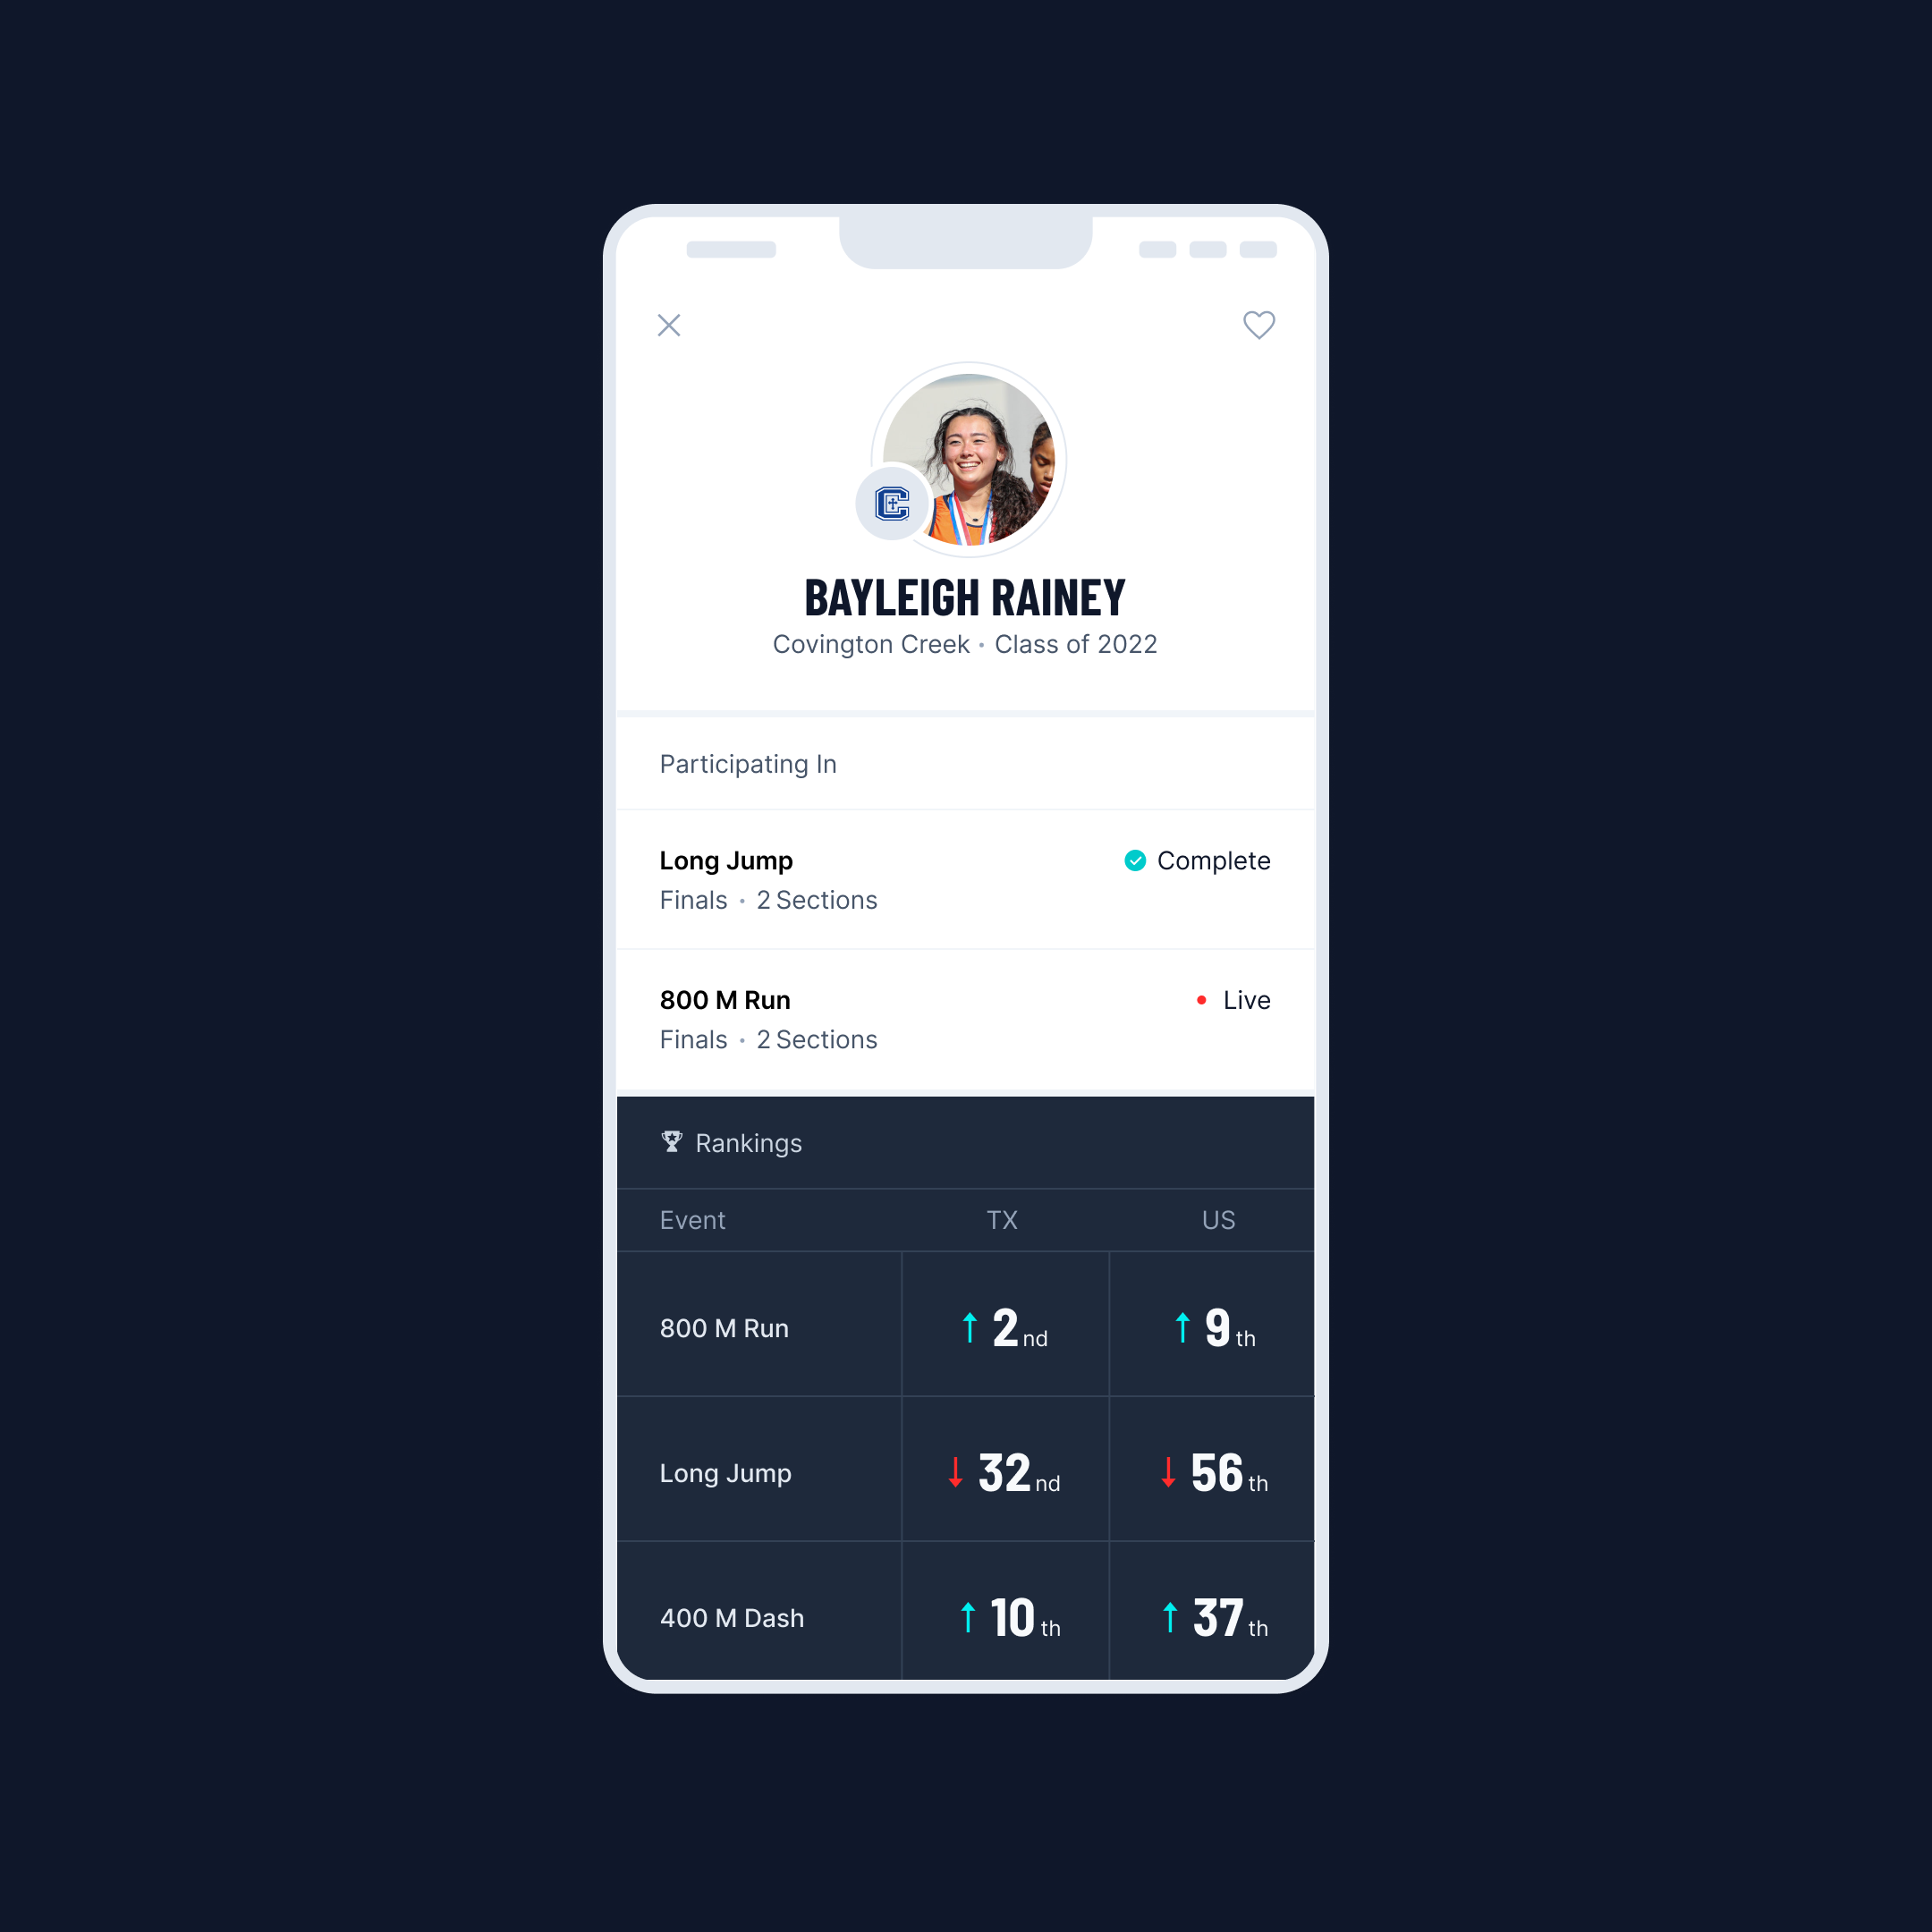 C
BAYLEIGH RAINEY
Covington Creek • Class of 2022
Participating In
Long Jump
Complete
Finals • 2 Sections
800 M Run
Live
Finals • 2 Sections
Rankings
Event TX US
800 M Run 2nd 9th
Long Jump 32nd 56th
400 M Dash 10th 37th